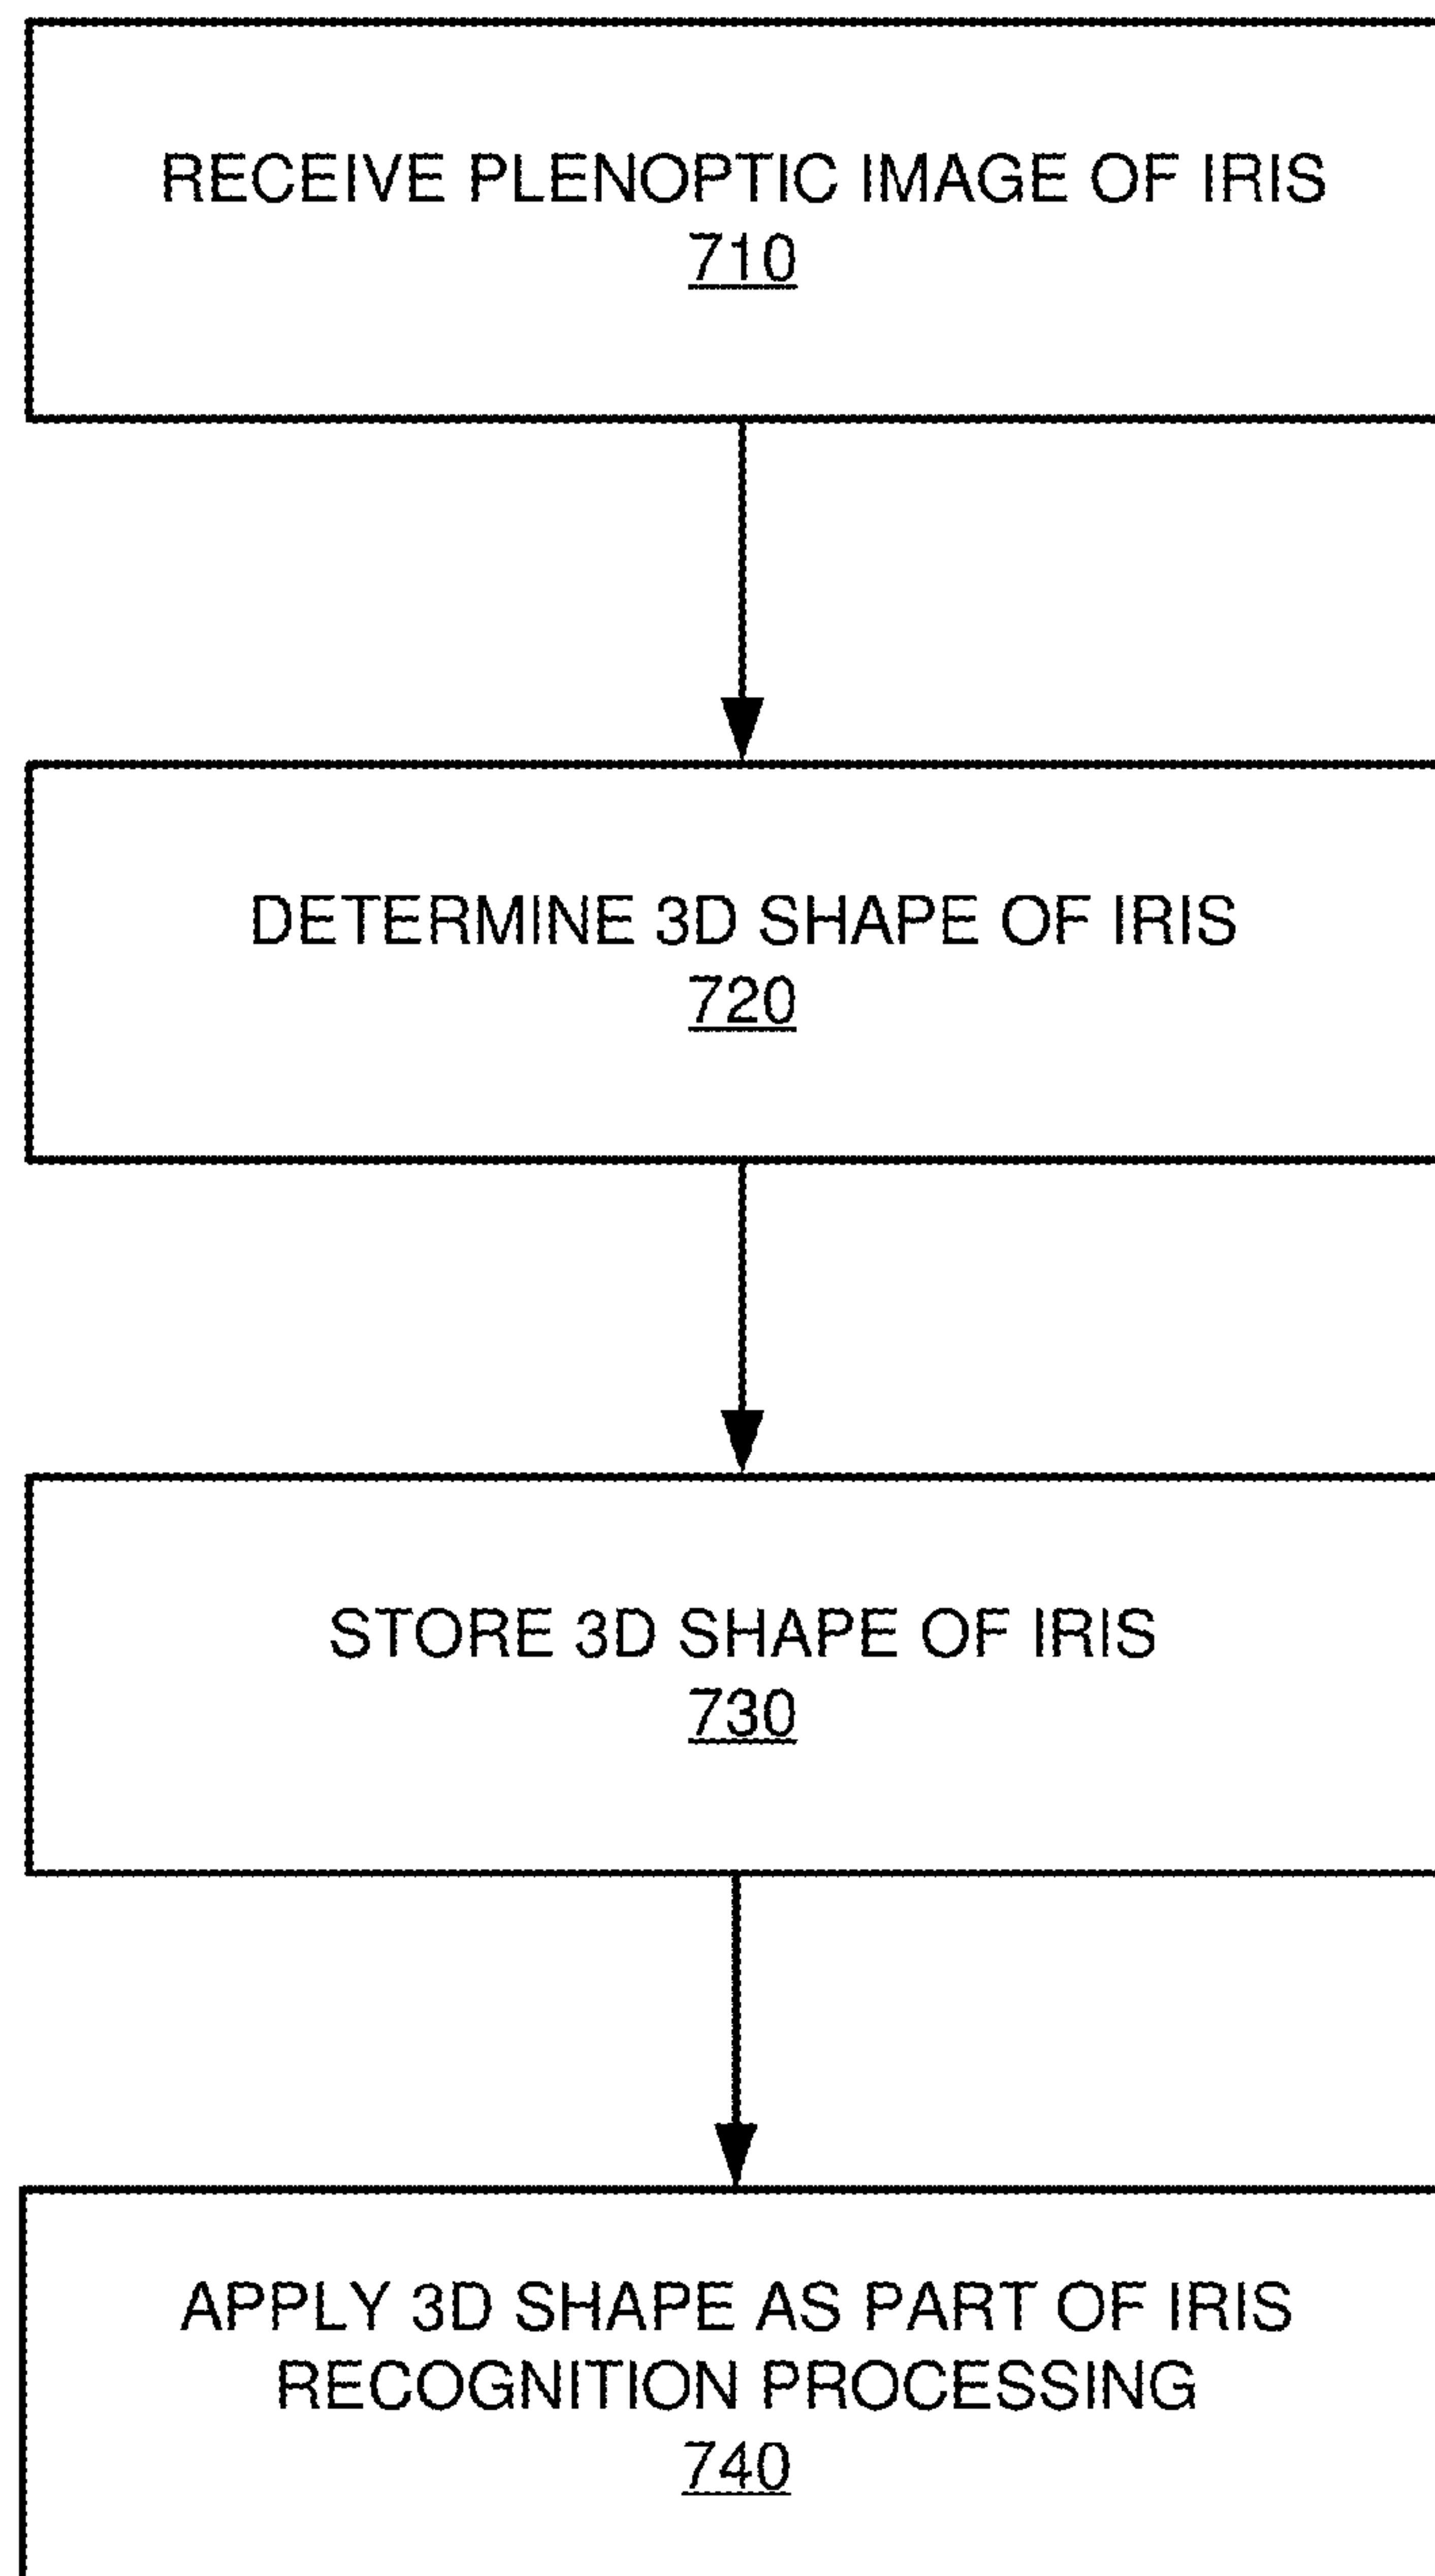 RECEIVE PLENOPTIC IMAGE OF IRIS
710
DETERMINE 3D SHAPE OF IRIS
720
STORE 3D SHAPE OF IRIS
730
APPLY 3D SHAPE AS PART OF IRIS
RECOGNITION PROCESSING
740